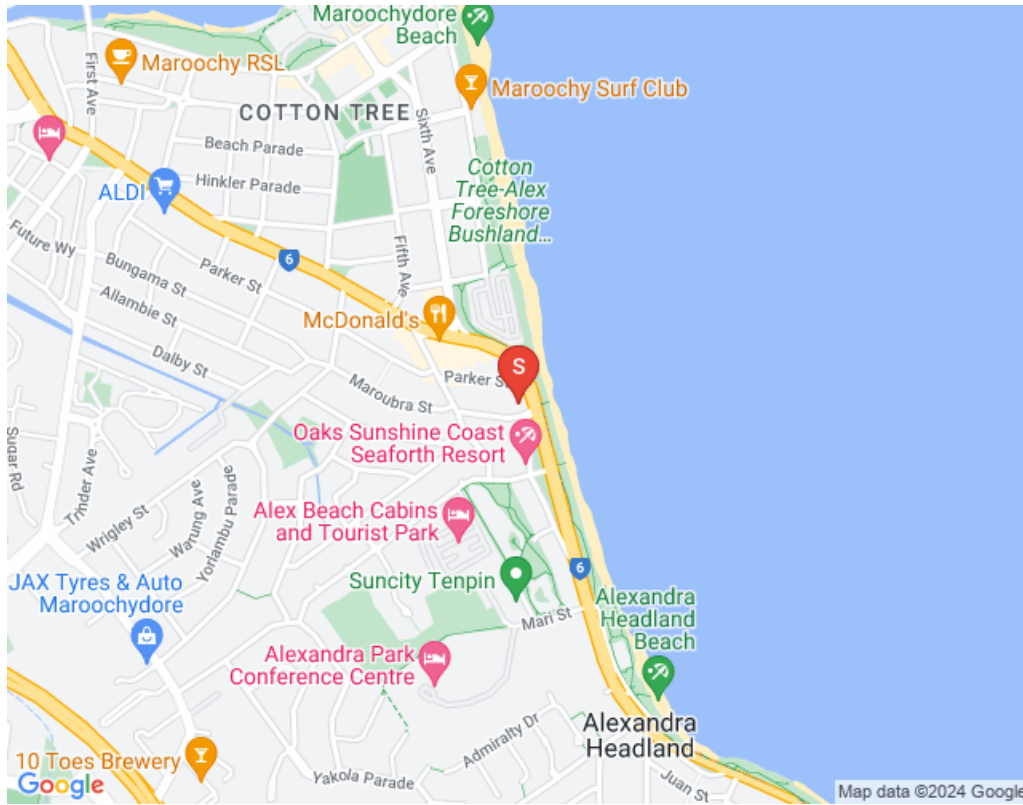 Maroochydore
Beach
Maroochy RSL
First Ave
Maroochy Surf Club
COTTON TREE
Sixth Ave
Beach Parade
Hinkler Parade
ALDI
Cotton
Tree-Alex
Foreshore
Bushland...
Future Wy
Bungama St
Parker St
6
Fifth Ave
Allambie St
McDonald's
Dalby St
S
Parker St
Maroubra St
Oaks Sunshine Coast
Seaforth Resort
Sugar Rd
Trinder Ave
Wrigley St
Warung Ave
Yorlambu Parade
Alex Beach Cabins
and Tourist Park
Suncity Tenpin
6
JAX Tyres & Auto
Maroochydore
Mari St
Alexandra
Headland
Beach
Alexandra Park
Conference Centre
Admiralty Dr
Alexandra
Headland
10 Toes Brewery
Yakola Parade
Juan St
Google
Map data ©2024 Google